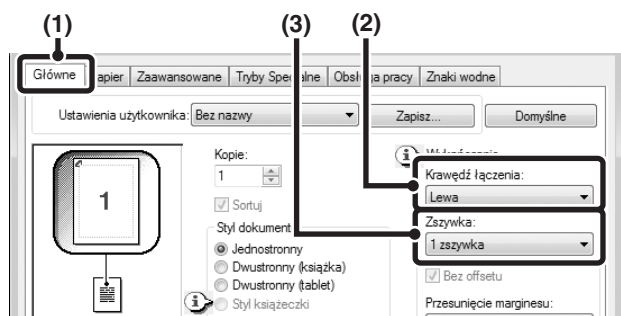 (1) (3) (2)
Główne apier Zaawansowane Tryby Specjalne Obsługa pracy Znaki wodne
Ustawienia użytkownika: Bez nazwy Zapisz... Domyślne
Kopie:
1
Krawędź łączenia:
Lewa
1
Sortuj
Styl dokument
Zszywka:
1 zszywka
Jednostronny
Dwustronny (książka)
Bez offsetu
Dwustronny (tablet)
Styl książeczki
Przesunięcie marginesu: